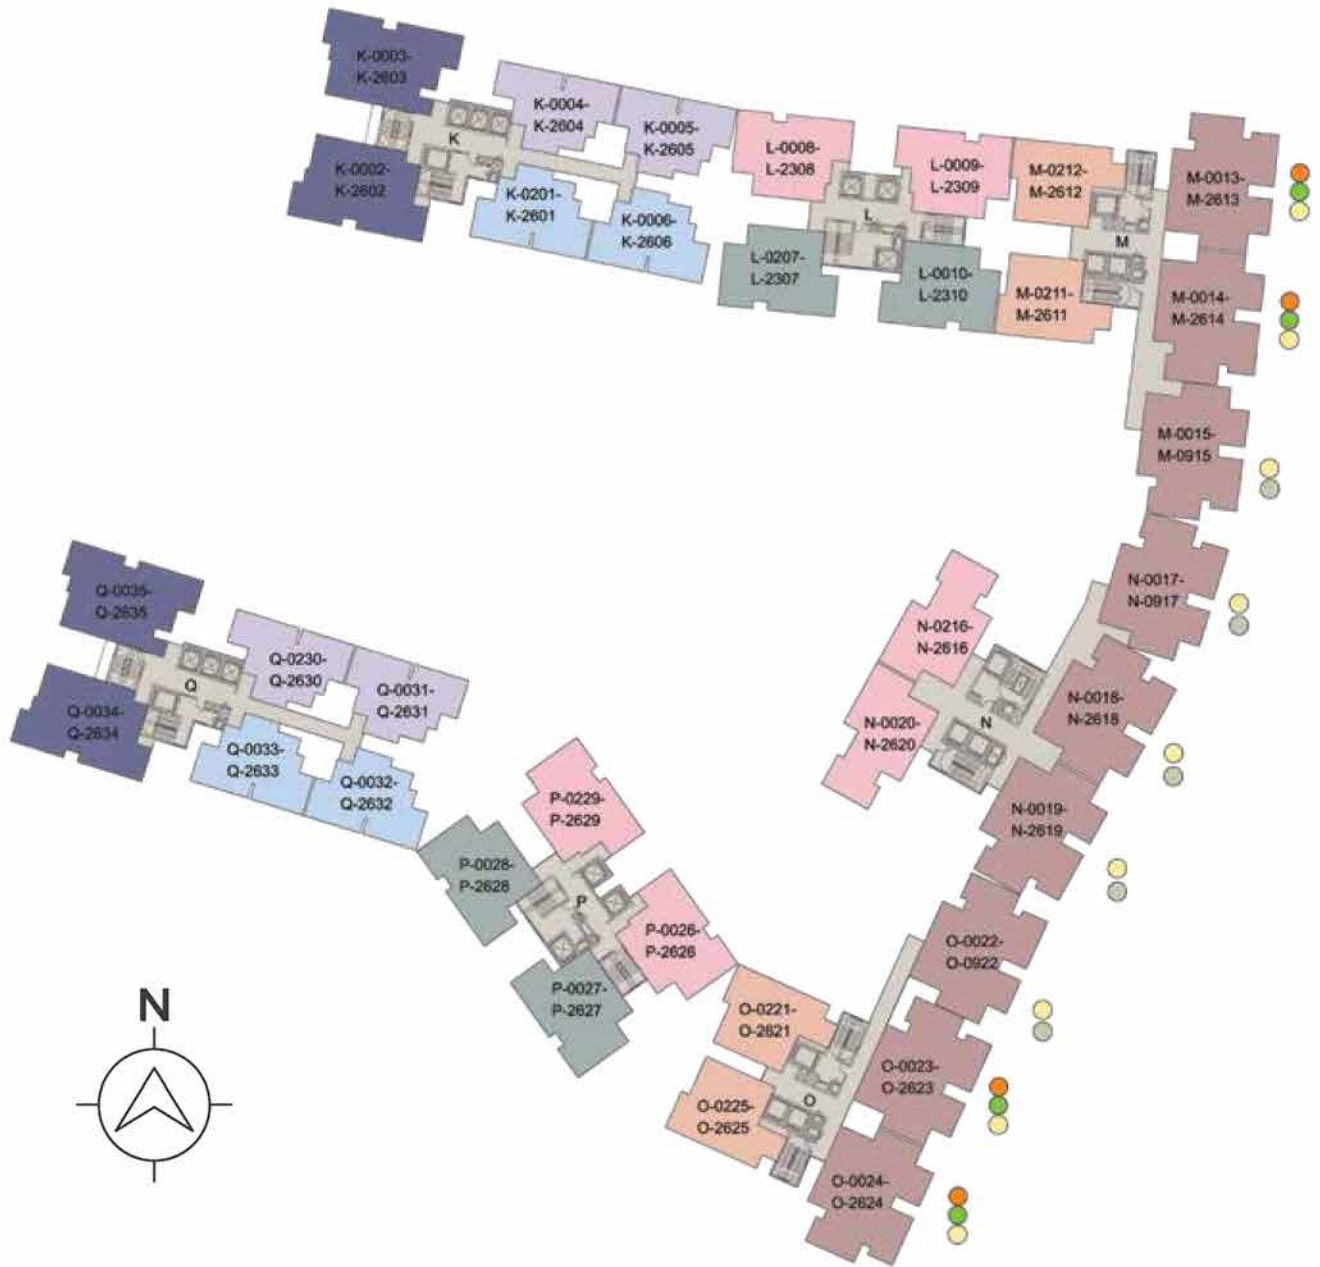 K-0003-
K-2603
K-0004-
K-2604
K-0005-
K-2605
K
K-0002-
K-2602
K-0201-
K-2601
K-0006-
K-2606
L-0008-
L-2308
L-0009-
L-2309
L
L-0207-
L-2307
L-0010-
L-2310
M-0212-
M-2612
M-0013-
M-2613
M
M-0211-
M-2611
M-0014-
M-2614
M-0015-
M-0915
N-0017-
N-0917
N-0216-
N-2616
N-0018-
N-2618
N
N-0020-
N-2620
N-0019-
N-2619
Q-0035-
Q-2635
Q-0230-
Q-2630
Q-0031-
Q-2631
Q
Q-0034-
Q-2634
Q-0033-
Q-2633
Q-0032-
Q-2632
P-0229-
P-2629
P-0028-
P-2628
P
P-0026-
P-2626
P-0027-
P-2627
O-0022-
O-0922
O-0221-
O-2621
O-0023-
O-2623
O
O-0225-
O-2625
O-0024-
O-2624
N